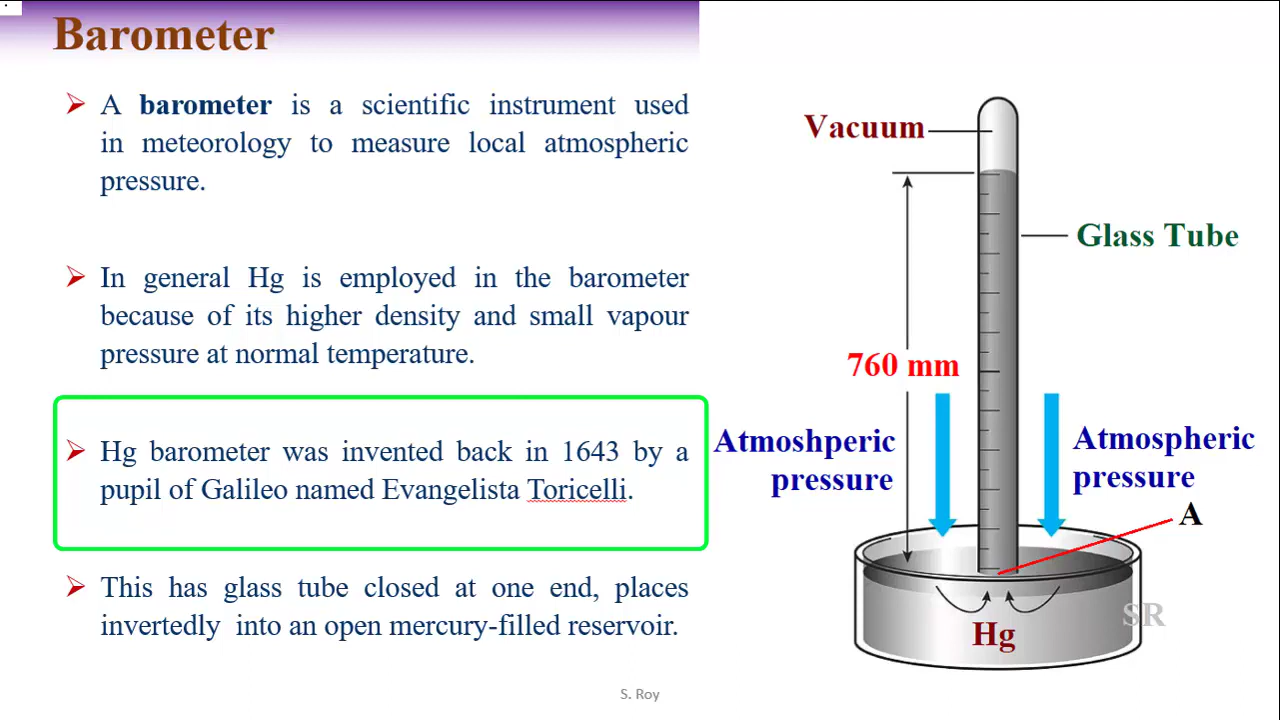 Barometer
➢ A barometer is a scientific instrument used
in meteorology to measure local atmospheric
pressure.
➢ In general Hg is employed in the barometer
because of its higher density and small vapour
pressure at normal temperature.
➢ Hg barometer was invented back in 1643 by a
pupil of Galileo named Evangelista Toricelli.
➢ This has glass tube closed at one end, places
invertedly into an open mercury-filled reservoir.
Vacuum
Glass Tube
760 mm
Atmoshperic
pressure
Atmospheric
pressure
A
Hg
SR
S. Roy